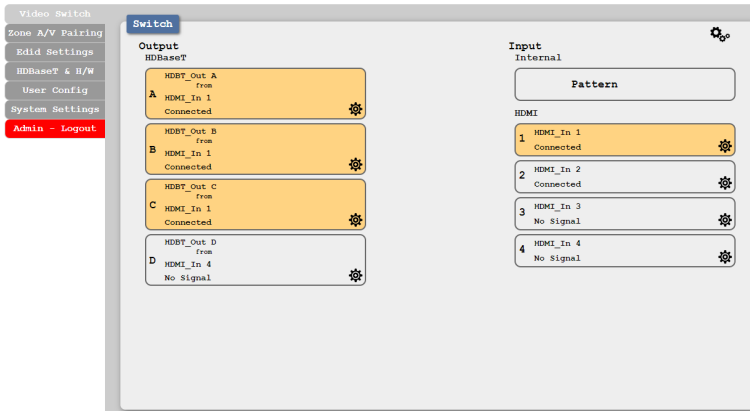 Video Switch
Zone A/V Pairing
Edid Settings
HDBaseT & H/W
User Config
System Settings
Admin - Logout
Switch
Output
HDBaseT
A
HDBT_Out A
from
HDMI_In 1
Connected
B
HDBT_Out B
from
HDMI_In 1
Connected
C
HDBT_Out C
from
HDMI_In 1
Connected
D
HDBT_Out D
from
HDMI_In 4
No Signal
Input
Internal
Pattern
HDMI
1
HDMI_In 1
Connected
2
HDMI_In 2
Connected
3
HDMI_In 3
No Signal
4
HDMI_In 4
No Signal